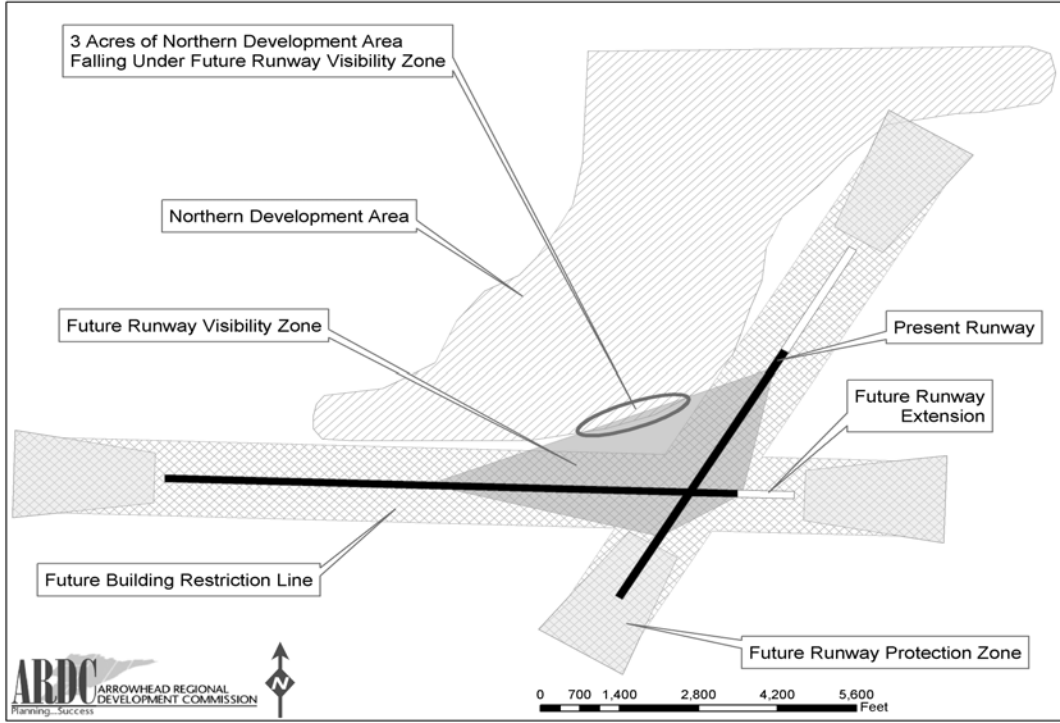 3 Acres of Northern Development Area
Falling Under Future Runway Visibility Zone
Northern Development Area
Future Runway Visibility Zone
Present Runway
Future Runway
Extension
Future Building Restriction Line
Future Runway Protection Zone
ARDC
ARROWHEAD REGIONAL
DEVELOPMENT COMMISSION
Planning...Success
N
0 700 1,400 2,800 4,200 5,600
Feet